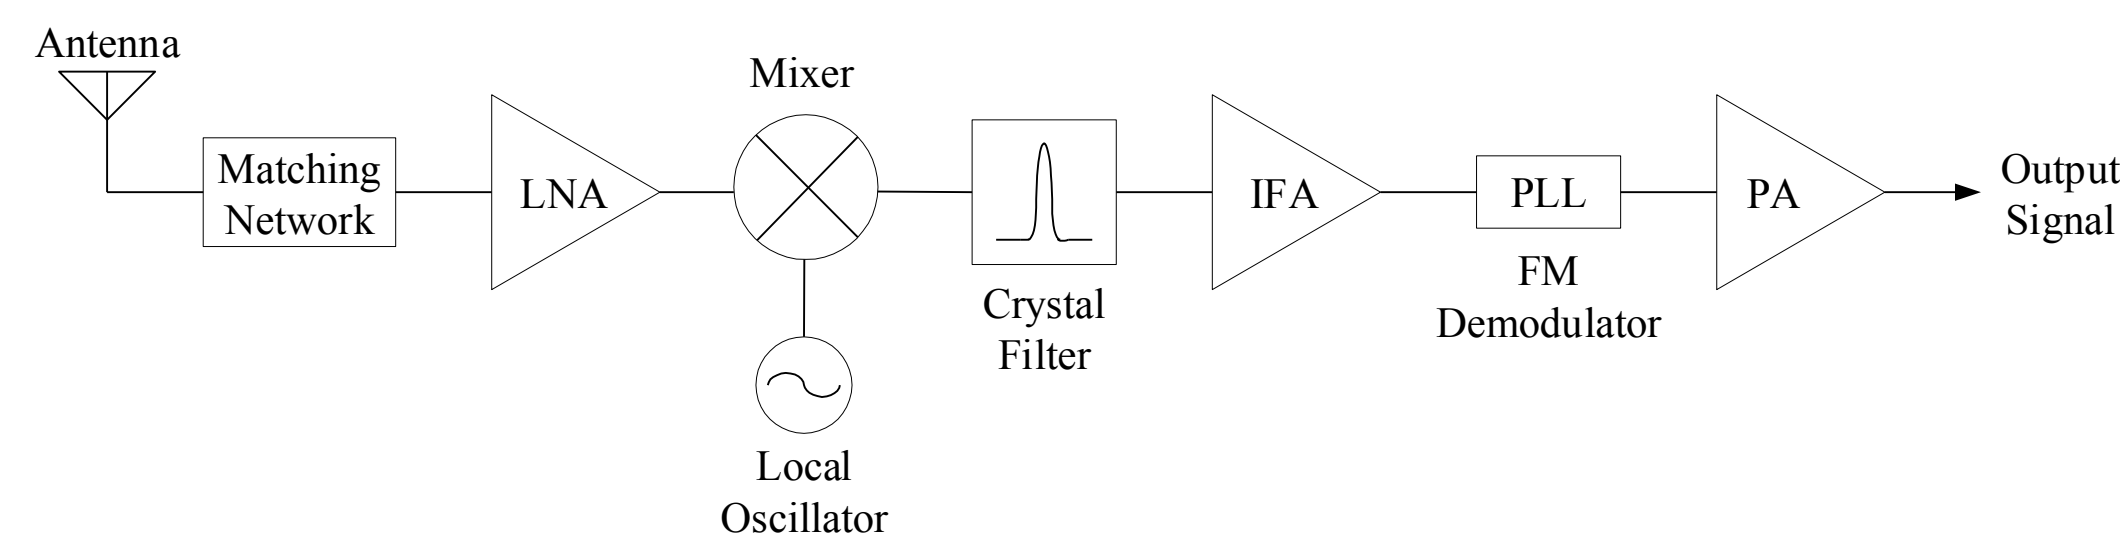 Antenna
Matching
Network
LNA
Mixer
Local
Oscillator
Crystal
Filter
IFA
PLL
FM
Demodulator
PA
Output
Signal